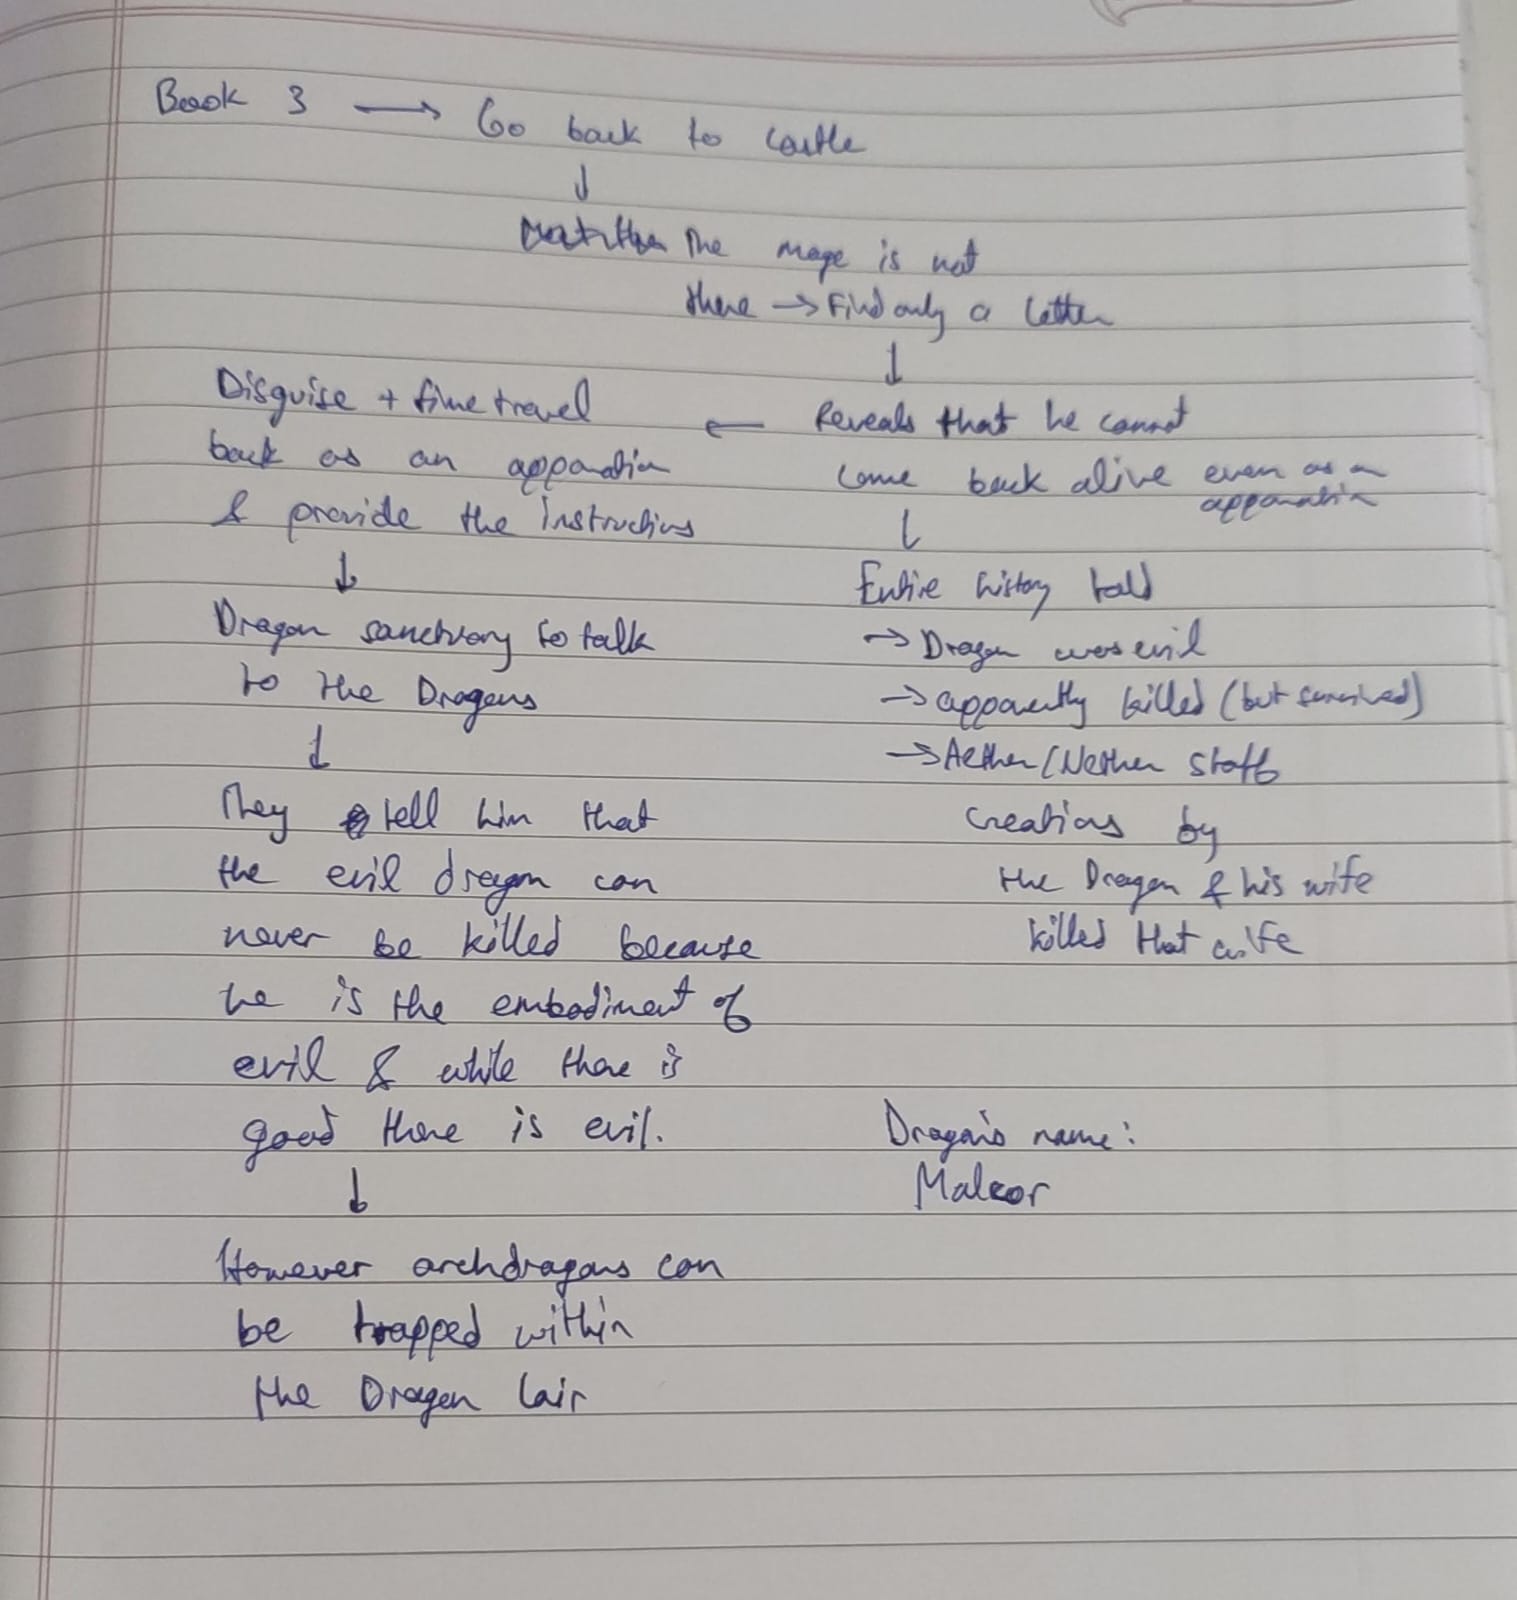 Book 3 → Go back to castle
↓
The mage is not
there → Find only a letter
↓
Reveals that he cannot
come back alive even as an
apparation
↓
Entire history told
→ Dragon was evil
→ apparently killed (but survived)
→ Aether/Nether staff
creations by
the Dragon & his wife
killed that wife
←
Disguise + time travel
back as an apparation
& provide the instructions
↓
Dragon sanctuary to talk
to the Dragons
↓
They tell him that
the evil dragon can
never be killed because
he is the embodiment of
evil & while there is
good there is evil.
↓
However archdragons can
be trapped within
the Dragon lair
Dragon's name:
Malcor